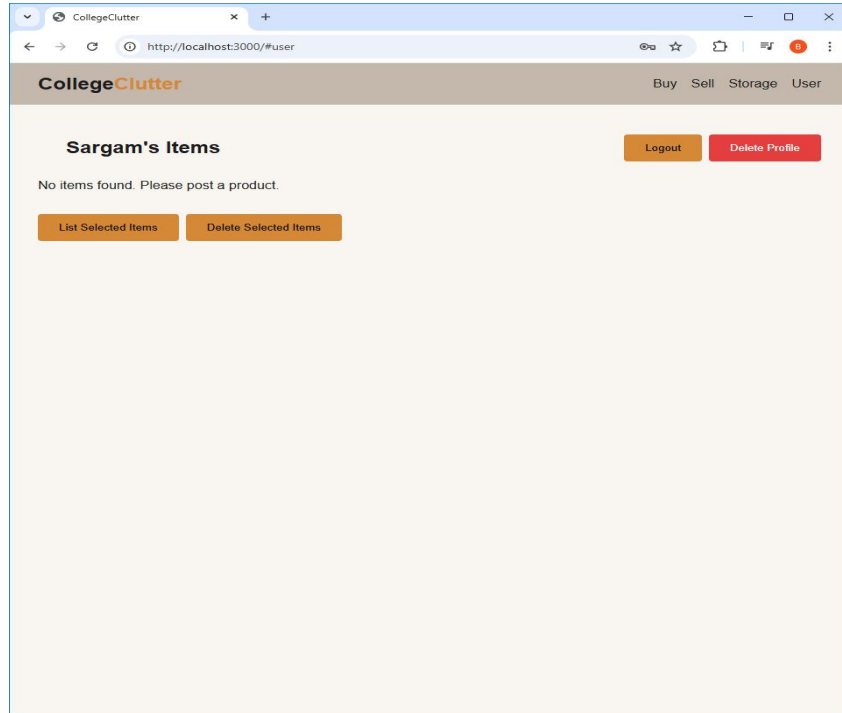 CollegeClutter
http://localhost:3000/#user
B
CollegeClutter
Buy Sell Storage User
Sargam's Items
Logout
Delete Profile
No items found. Please post a product.
List Selected Items
Delete Selected Items